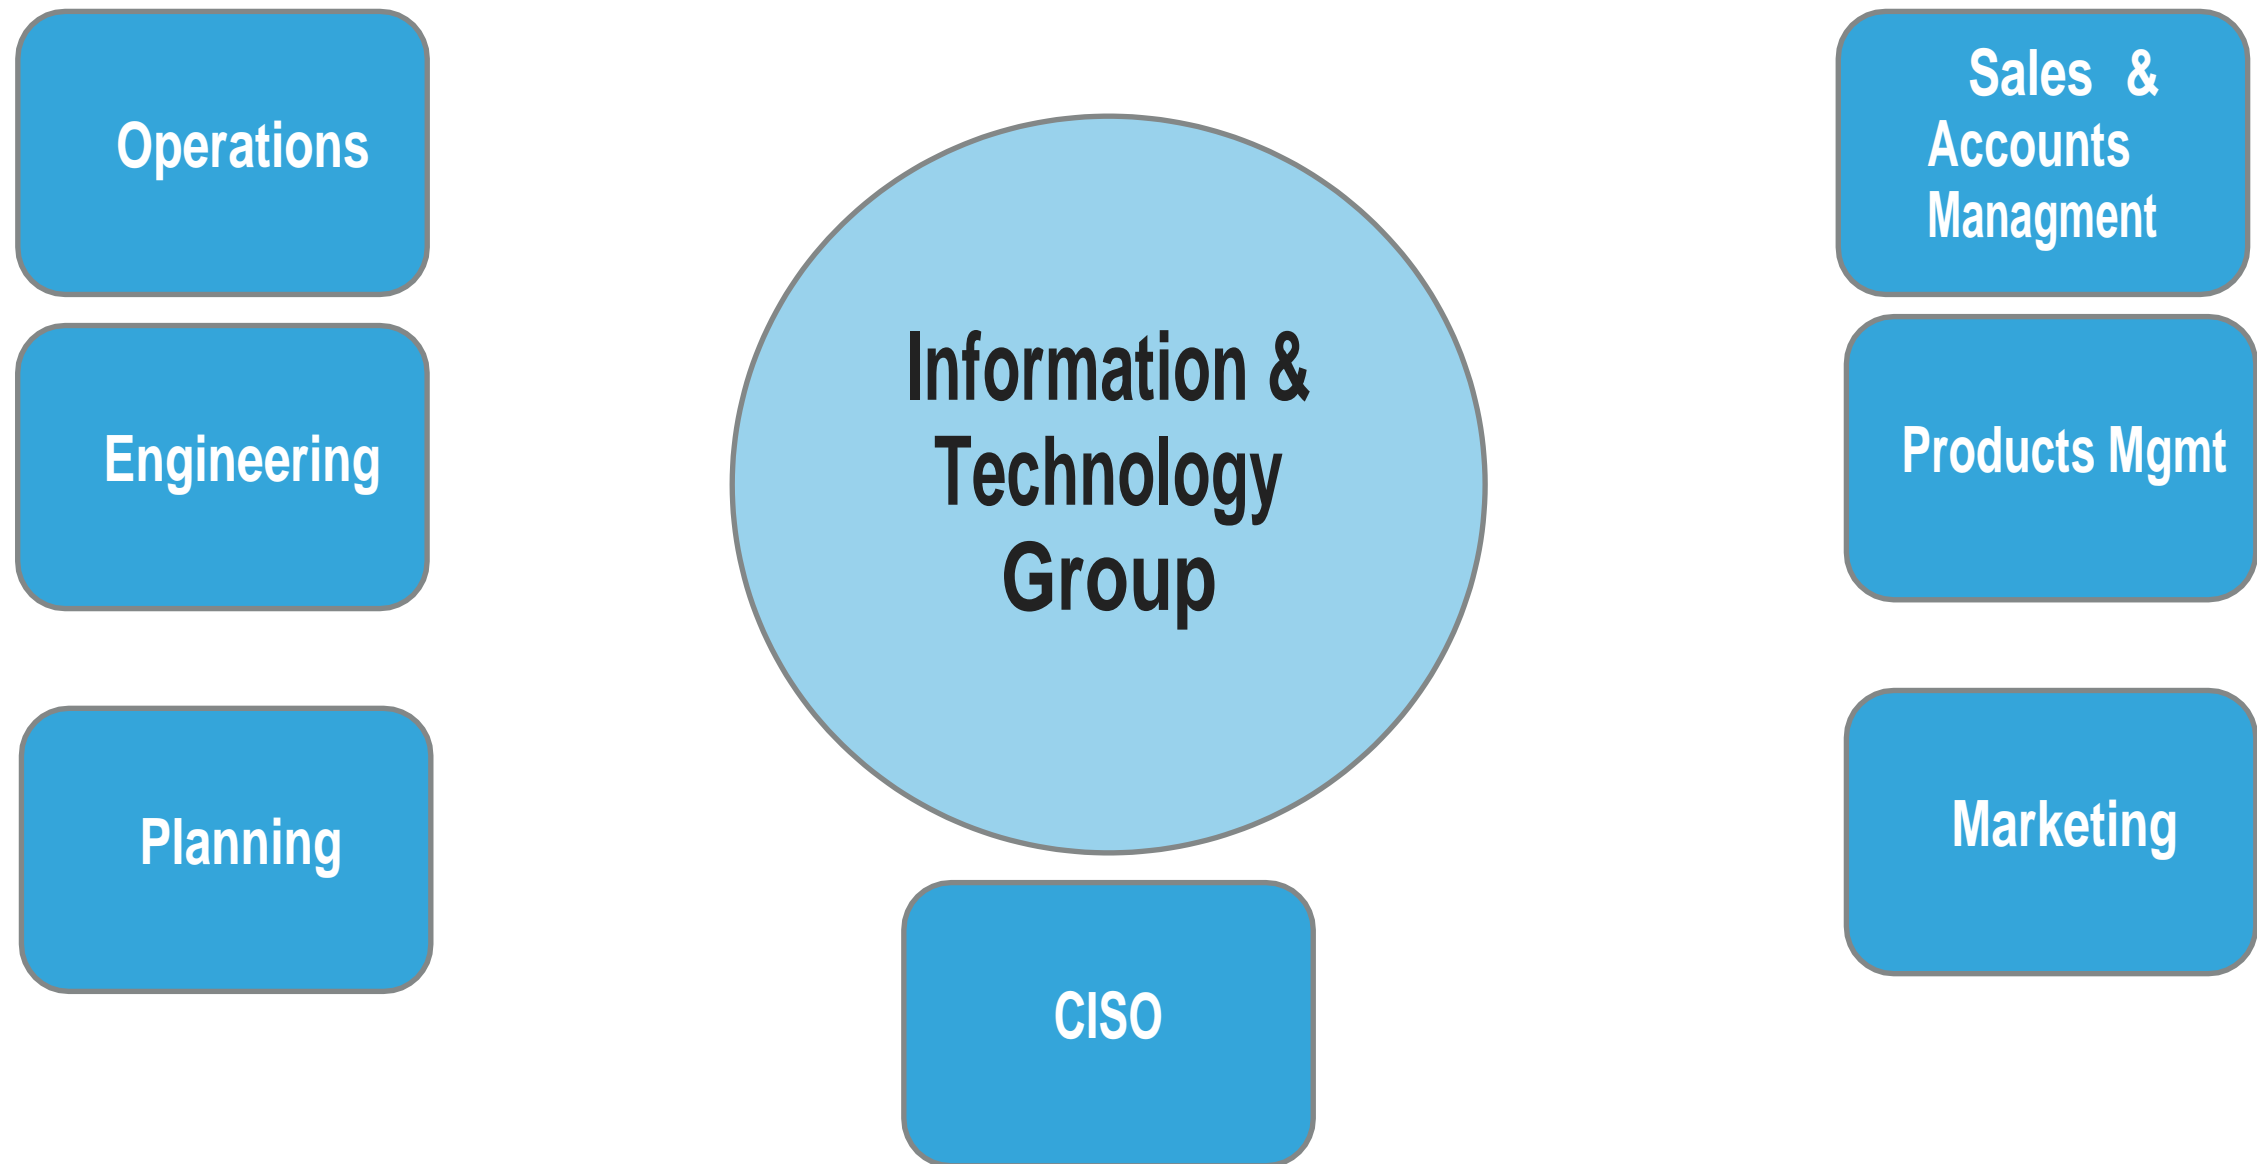 Operations
Engineering
Planning
Information &
Technology
Group
CISO
Sales &
Accounts
Managment
Products Mgmt
Marketing